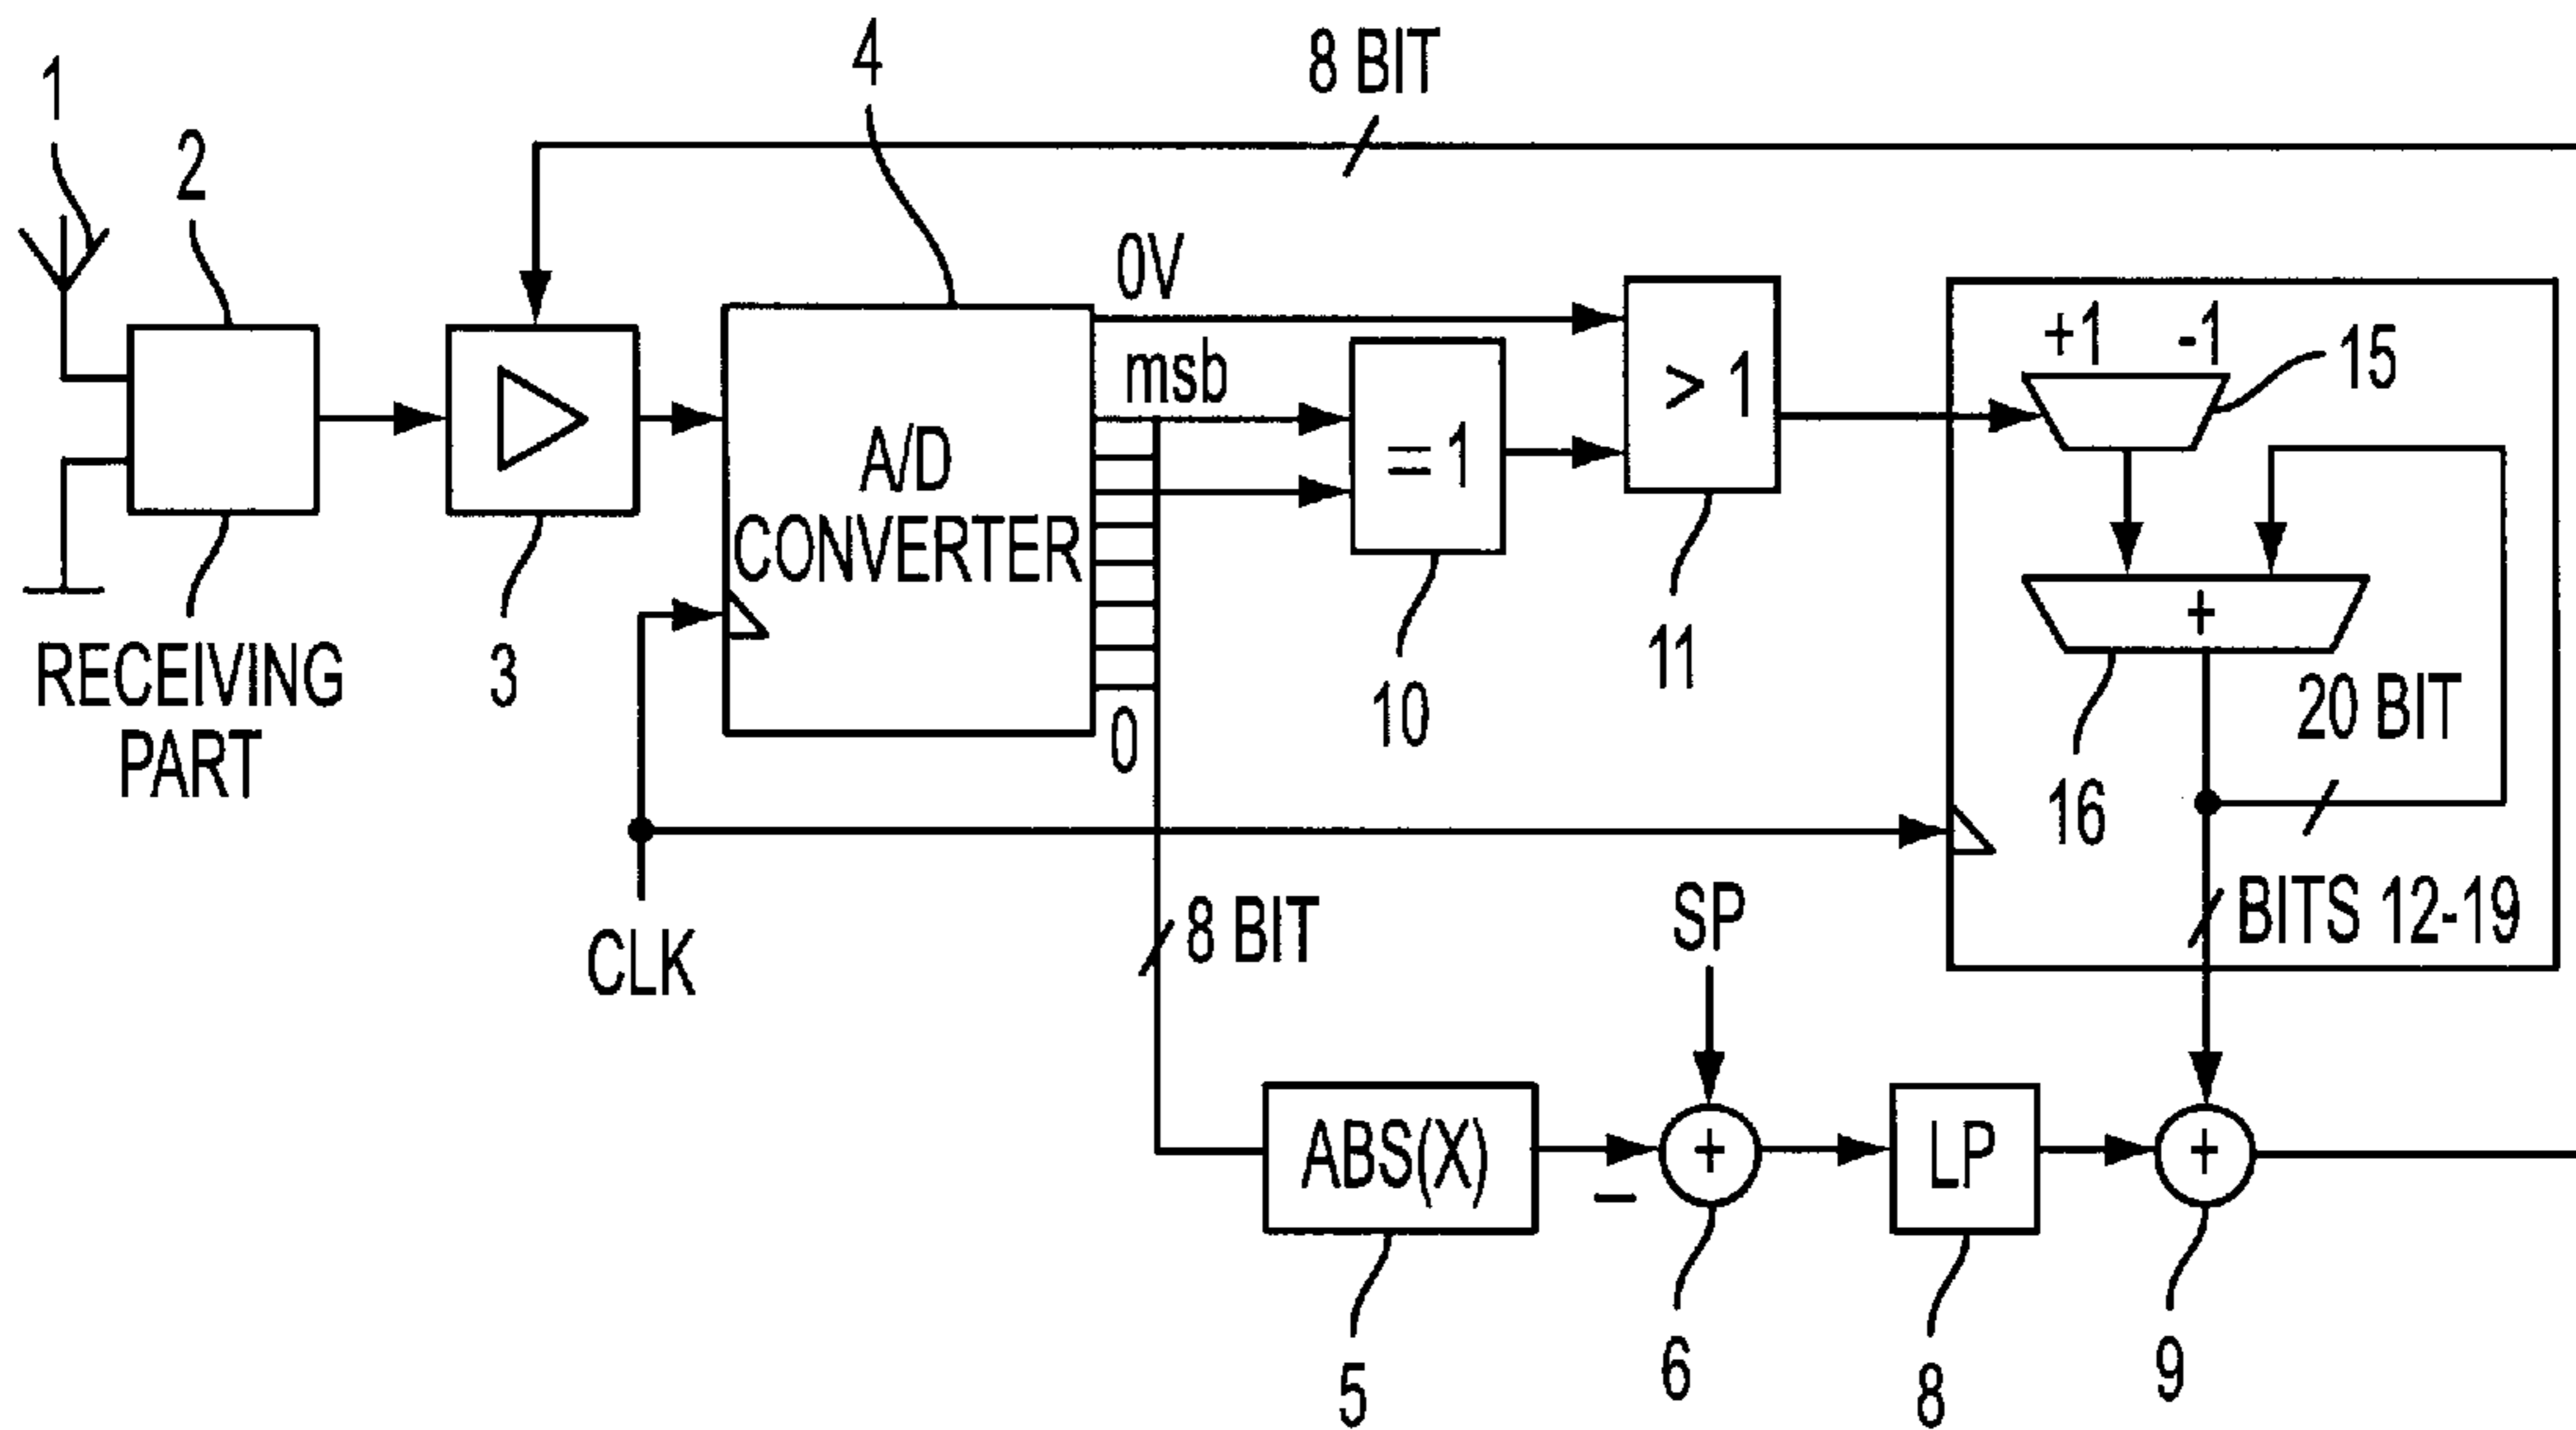 1
2
4
8 BIT
0V
msb
A/D
CONVERTER
0
= 1
> 1
+1
-1
15
+
20 BIT
16
BITS 12-19
11
10
3
RECEIVING
PART
CLK
8 BIT
SP
ABS(X)
−
+
LP
+
5
6
8
9